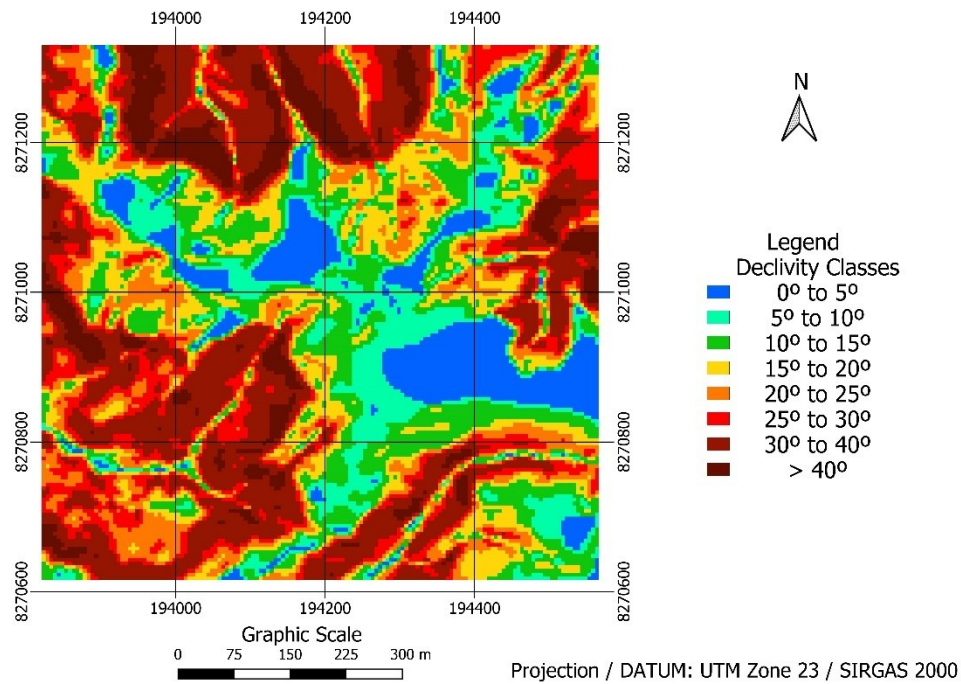 194000 194200 194400
8271200 8271200
8271000 8271000
8270800 8270800
8270600 8270600
194000 194200 194400
N
Legend
Declivity Classes
0º to 5º
5º to 10º
10º to 15º
15º to 20º
20º to 25º
25º to 30º
30º to 40º
> 40º
Graphic Scale
0 75 150 225 300 m
Projection / DATUM: UTM Zone 23 / SIRGAS 2000